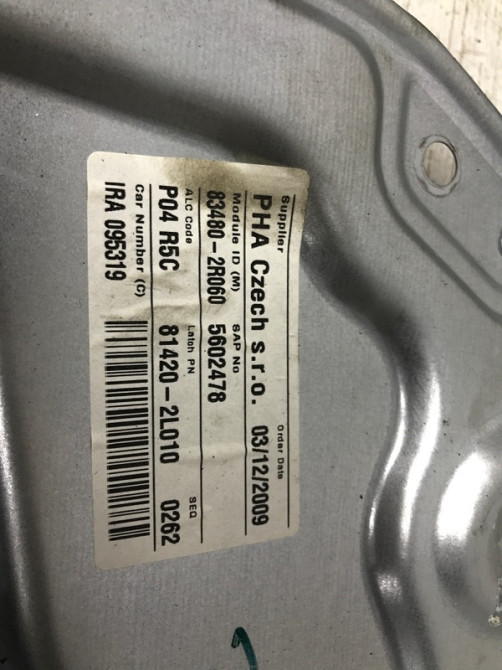 Supplier Order Date
PHA Czech s.r.o. 03/12/2009
Module ID (M) SAP No
83480-2R060 5602478
ALC Code Latch PN SEQ
P04 R5C 81420-2L010 0262
Car Number (C)
IRA 095319